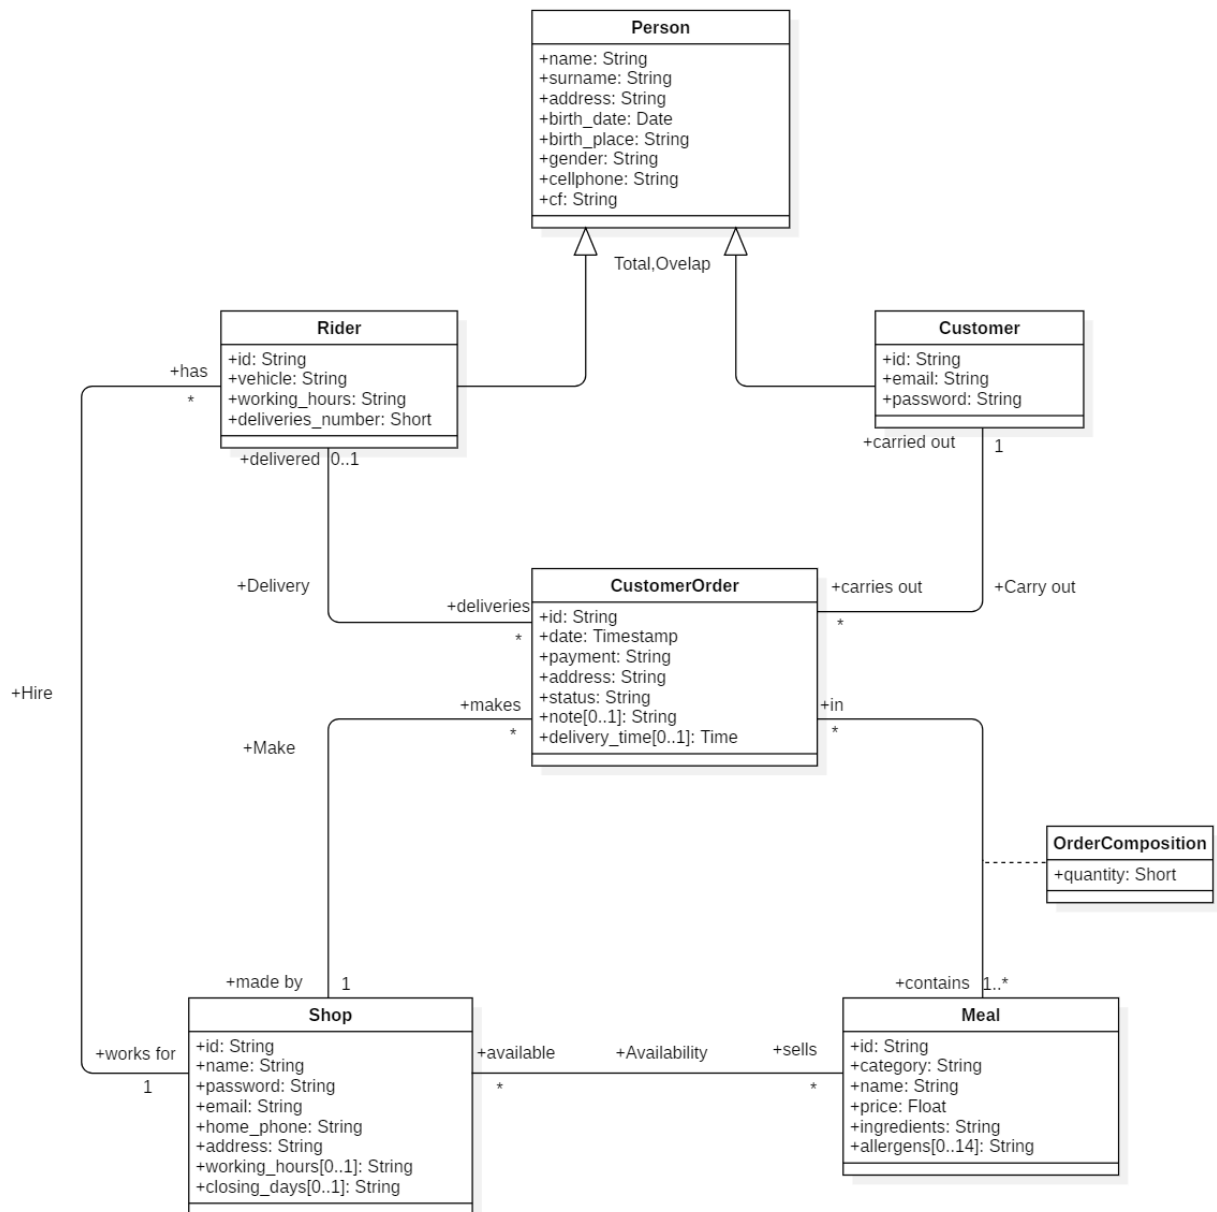 Person
+name: String
+surname: String
+address: String
+birth_date: Date
+birth_place: String
+gender: String
+cellphone: String
+cf: String
Total,Ovelap
Rider
+id: String
+vehicle: String
+working_hours: String
+deliveries_number: Short
Customer
+id: String
+email: String
+password: String
+has
*
+delivered 0..1
+carried out
1
+Delivery
+deliveries
*
CustomerOrder
+id: String
+date: Timestamp
+payment: String
+address: String
+status: String
+note[0..1]: String
+delivery_time[0..1]: Time
+carries out
*
+Carry out
+Hire
+makes
*
+in
*
+Make
OrderComposition
+quantity: Short
+made by
1
+contains 1..*
+works for
1
Shop
+id: String
+name: String
+password: String
+email: String
+home_phone: String
+address: String
+working_hours[0..1]: String
+closing_days[0..1]: String
+available
*
+Availability
+sells
*
Meal
+id: String
+category: String
+name: String
+price: Float
+ingredients: String
+allergens[0..14]: String